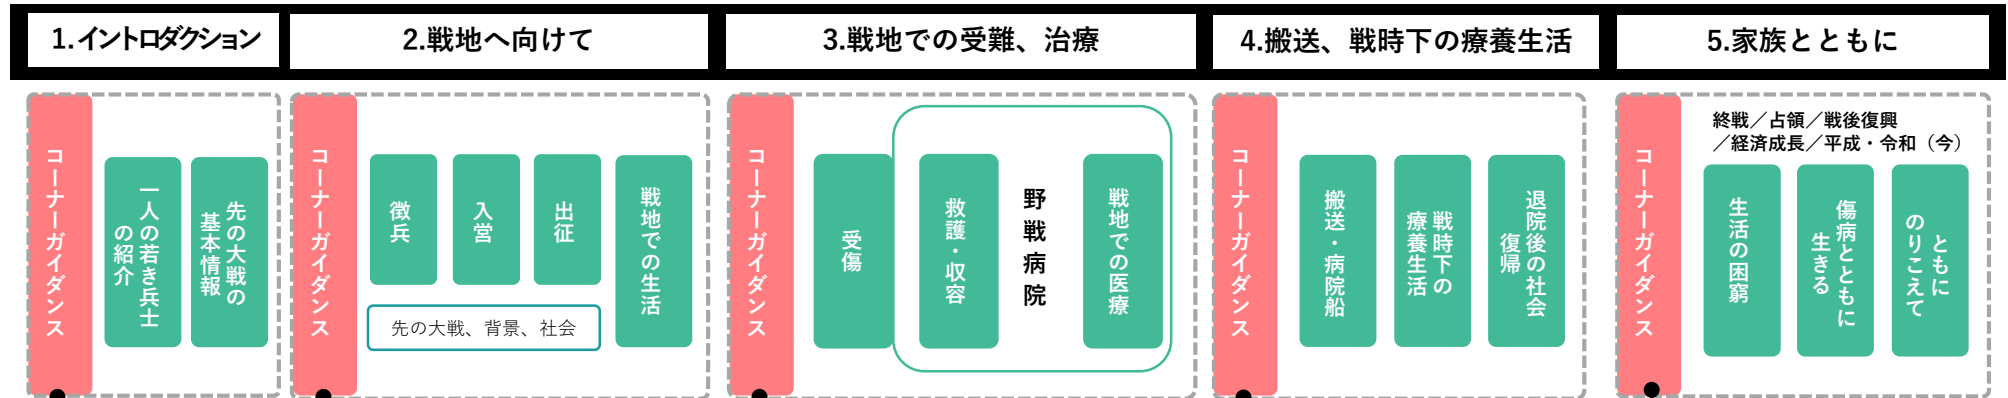 1.イントロダクション
2.戦地へ向けて
3.戦地での受難、治療
4.搬送、戦時下の療養生活
5.家族とともに
コーナーガイダンス
一人の若き兵士
の紹介
先の大戦の
基本情報
コーナーガイダンス
徴兵
入営
出征
戦地での生活
先の大戦、背景、社会
コーナーガイダンス
受傷
救護・収容
野戦病院
戦地での医療
コーナーガイダンス
搬送・病院船
戦時下の
療養生活
退院後の社会
復帰
コーナーガイダンス
終戦／占領／戦後復興
／経済成長／平成・令和（今）
生活の困窮
傷病とともに
生きる
ともに
のりこえて